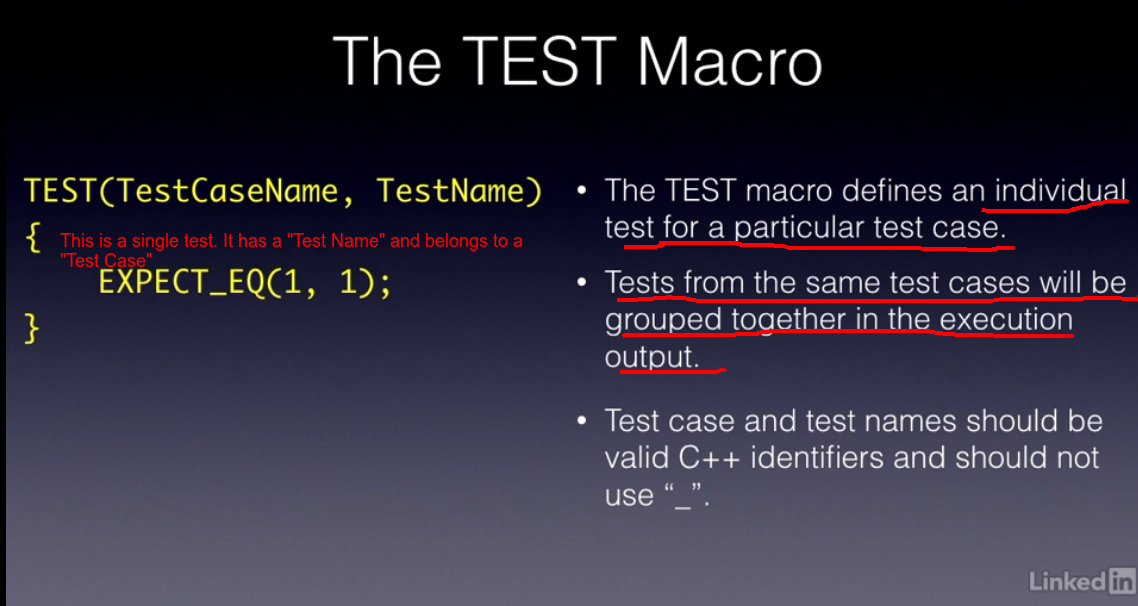 The TEST Macro
TEST(TestCaseName, TestName)
{
This is a single test. It has a "Test Name" and belongs to a
"Test Case"
EXPECT_EQ(1, 1);
}
• The TEST macro defines an individual
test for a particular test case.
• Tests from the same test cases will be
grouped together in the execution
output.
• Test case and test names should be
valid C++ identifiers and should not
use “_”.
Linked in